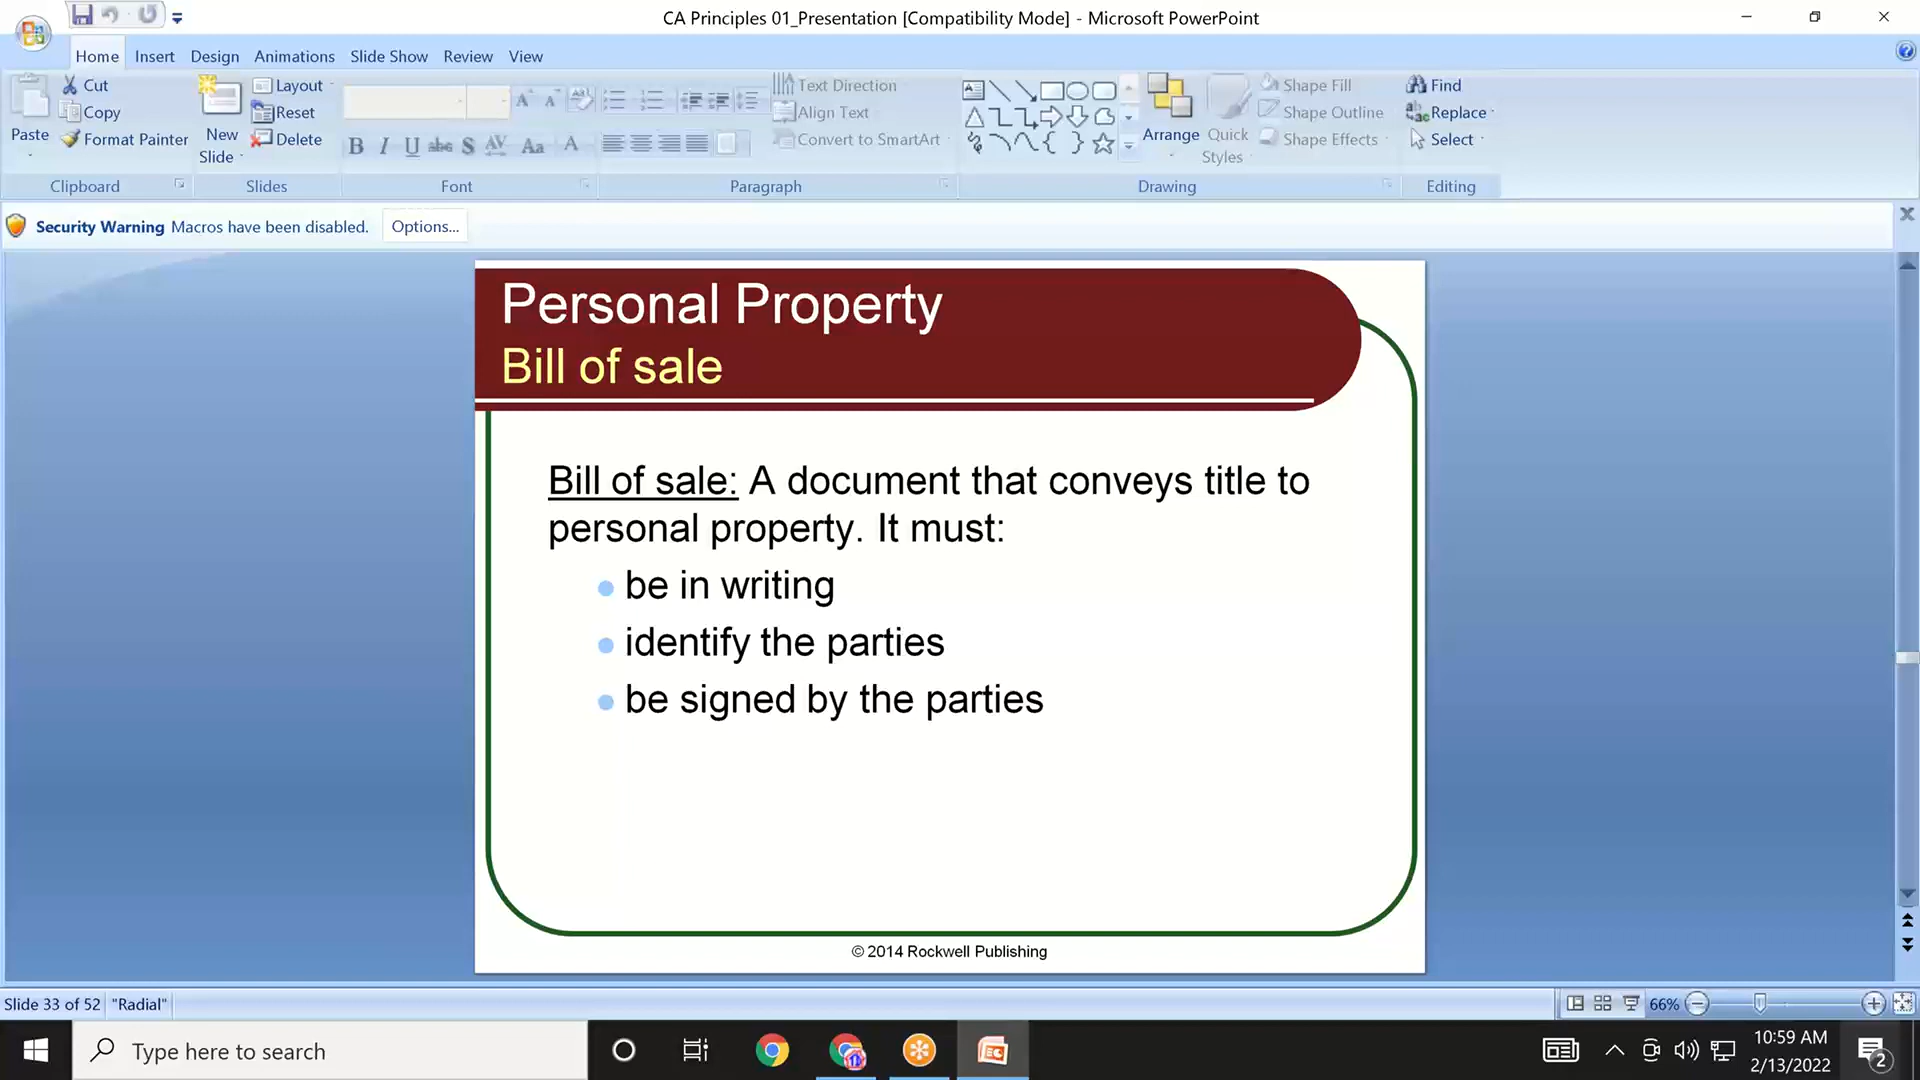 CA Principles 01_Presentation [Compatibility Mode] - Microsoft PowerPoint
Home Insert Design Animations Slide Show Review View
Paste
Cut
Copy
Format Painter
Clipboard
New Slide
Layout
Reset
Delete
Slides
B I U abc S AV Aa A
Font
Text Direction
Align Text
Convert to SmartArt
Paragraph
Arrange
Quick Styles
Shape Fill
Shape Outline
Shape Effects
Drawing
Find
Replace
Select
Editing
Security Warning Macros have been disabled. Options...
Personal Property
Bill of sale
Bill of sale: A document that conveys title to
personal property. It must:
be in writing
identify the parties
be signed by the parties
© 2014 Rockwell Publishing
Slide 33 of 52 "Radial" 66%
Type here to search
10:59 AM
2/13/2022
2